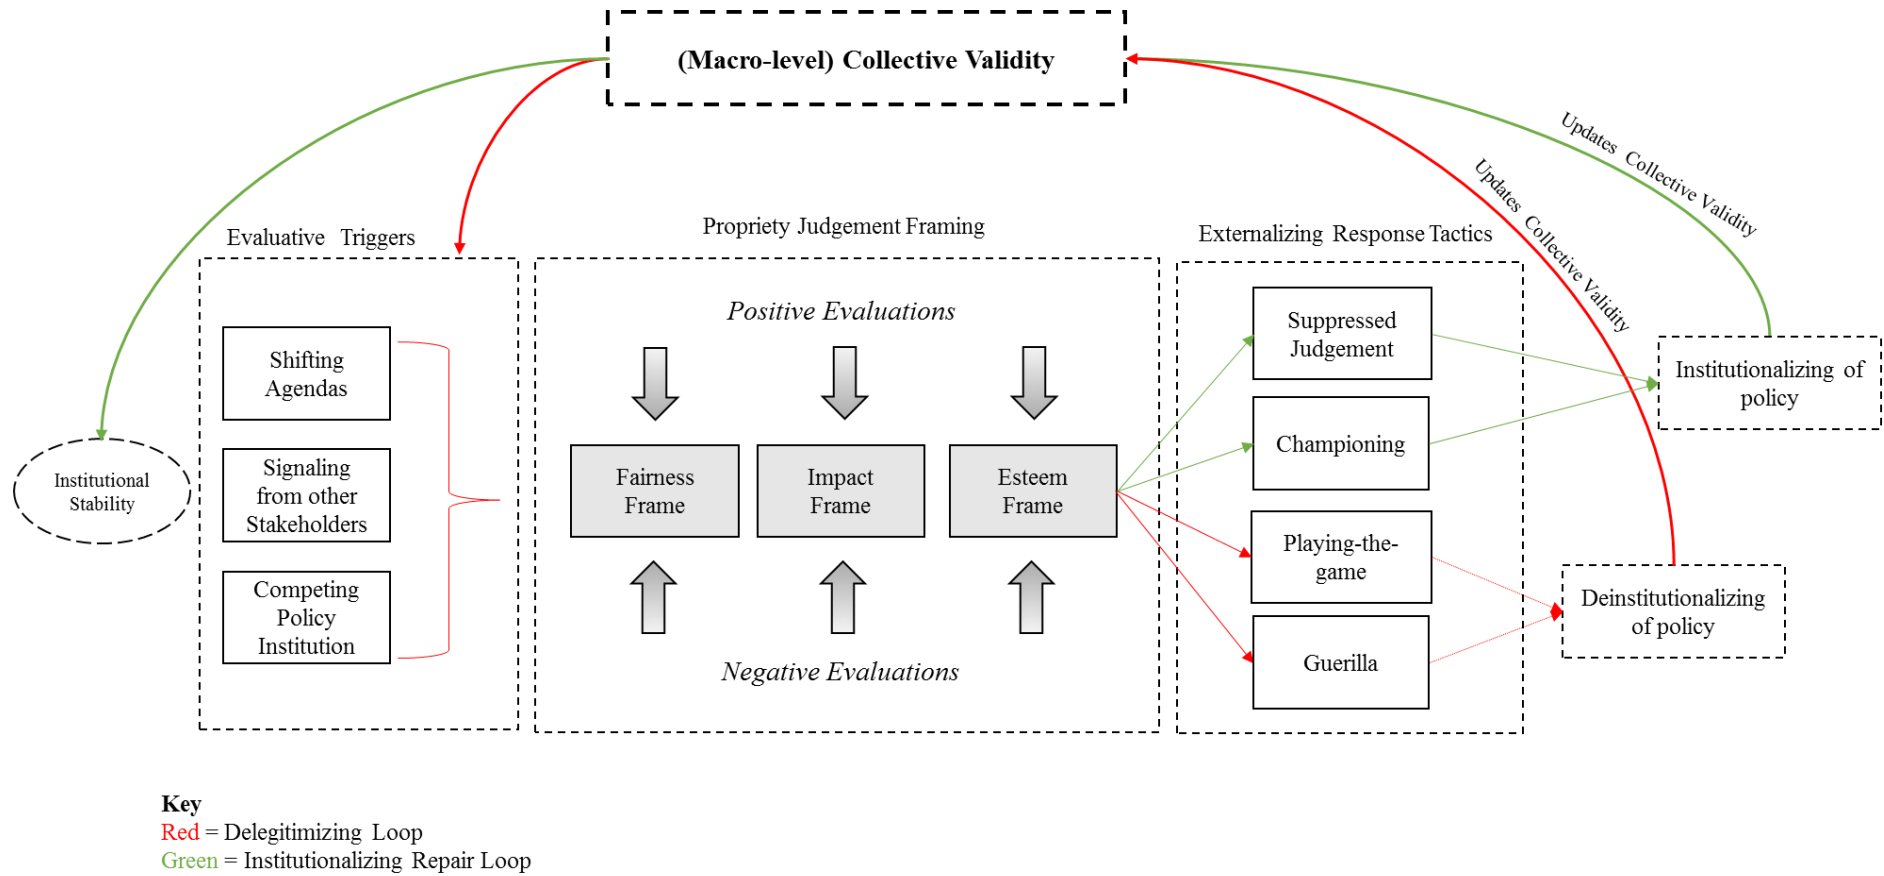 (Macro-level) Collective Validity
Updates Collective Validity
Updates Collective Validity
Evaluative Triggers
Propriety Judgement Framing
Externalizing Response Tactics
Shifting
Agendas
Signaling
from other
Stakeholders
Competing
Policy
Institution
Institutional
Stability
Positive Evaluations
Fairness
Frame
Impact
Frame
Esteem
Frame
Negative Evaluations
Suppressed
Judgement
Championing
Playing-the-
game
Guerilla
Institutionalizing of
policy
Deinstitutionalizing
of policy
Key
Red = Delegitimizing Loop
Green = Institutionalizing Repair Loop